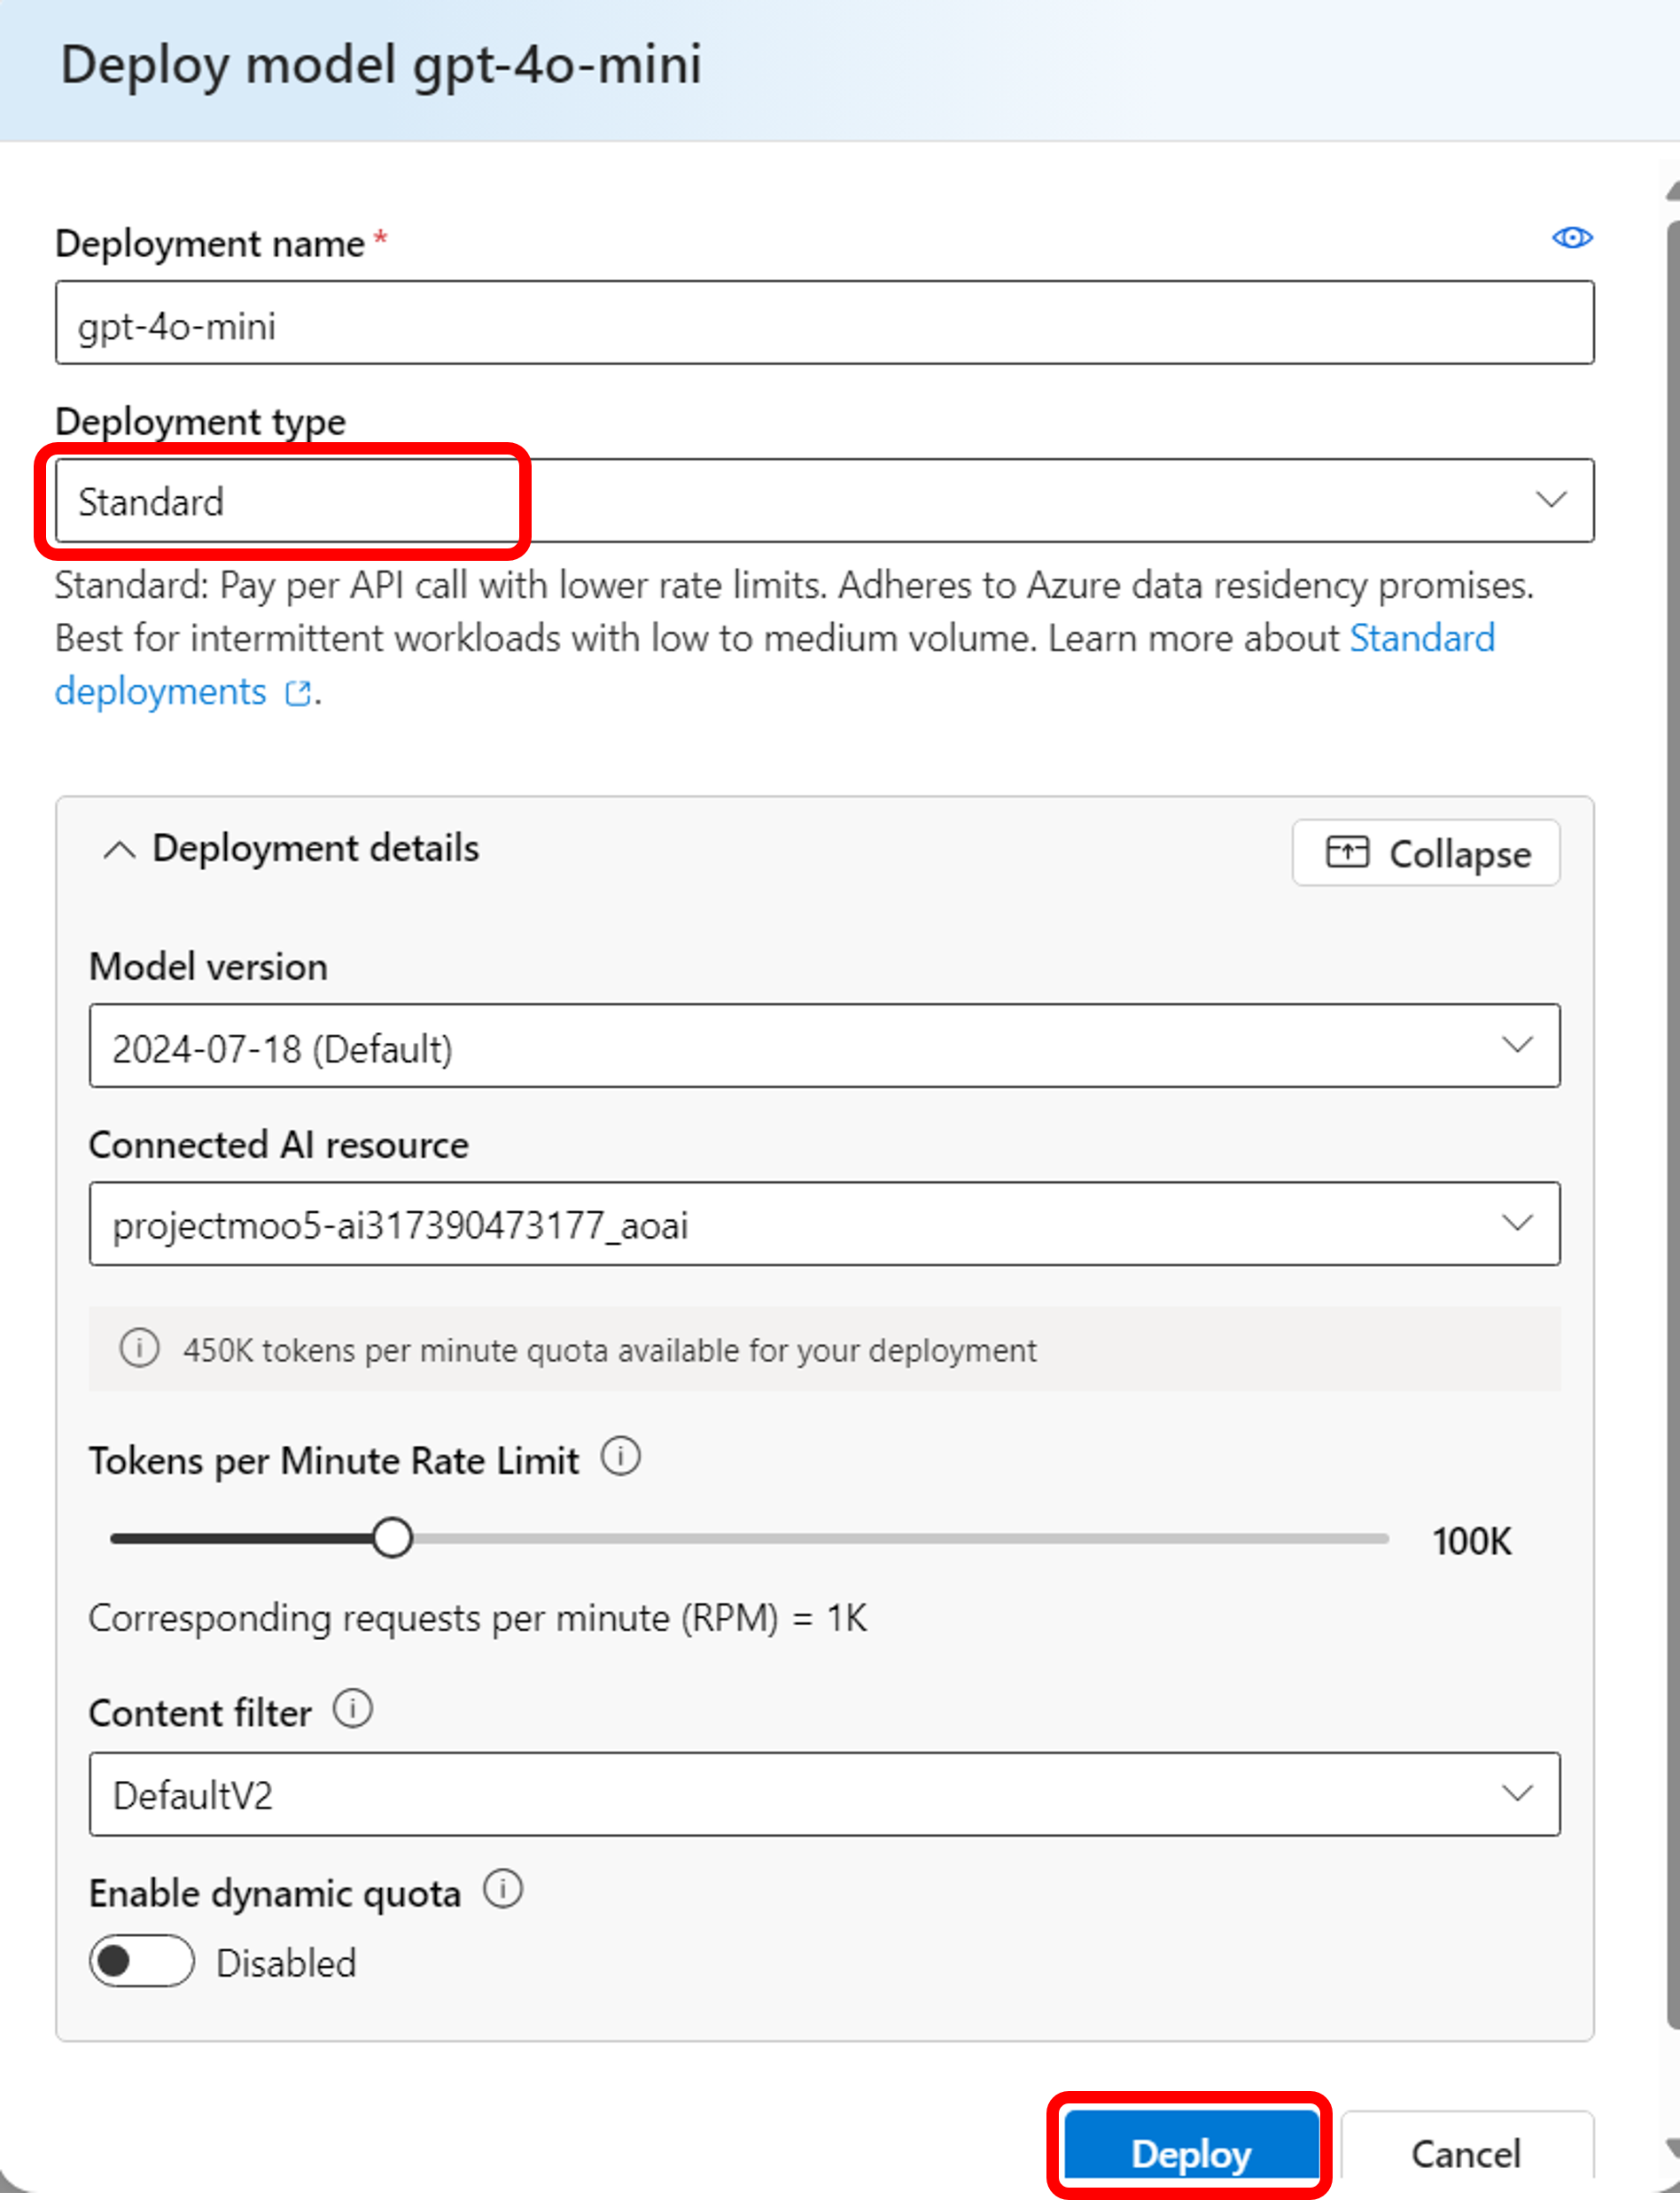 Deploy model gpt-4o-mini
Deployment name *
gpt-4o-mini
Deployment type
Standard
Standard: Pay per API call with lower rate limits. Adheres to Azure data residency promises.
Best for intermittent workloads with low to medium volume. Learn more about Standard
deployments .
Deployment details
Collapse
Model version
2024-07-18 (Default)
Connected AI resource
projectmoo5-ai317390473177_aoai
450K tokens per minute quota available for your deployment
Tokens per Minute Rate Limit
100K
Corresponding requests per minute (RPM) = 1K
Content filter
DefaultV2
Enable dynamic quota
Disabled
Deploy
Cancel